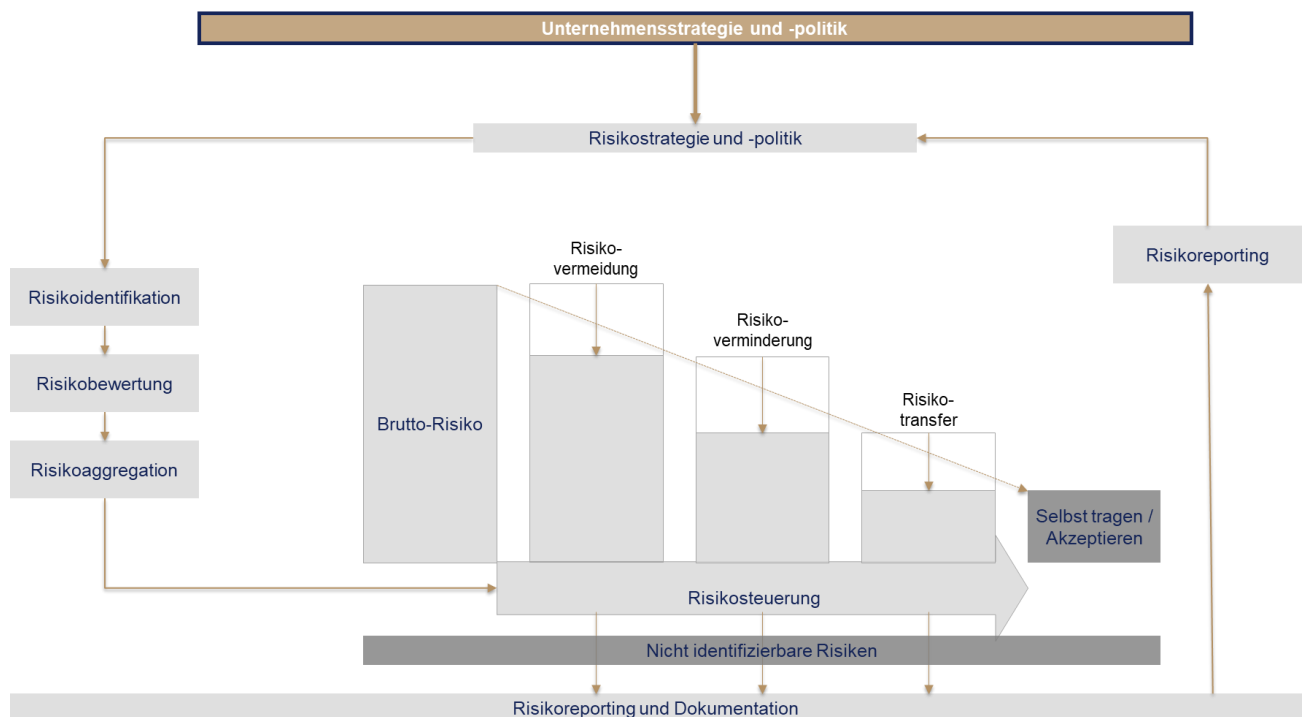 Unternehmensstrategie und -politik
Risikostrategie und -politik
Risikoreporting
Risikoidentifikation
Risikobewertung
Risikoaggregation
Brutto-Risiko
Risiko-
vermeidung
Risiko-
verminderung
Risiko-
transfer
Selbst tragen /
Akzeptieren
Risikosteuerung
Nicht identifizierbare Risiken
Risikoreporting und Dokumentation